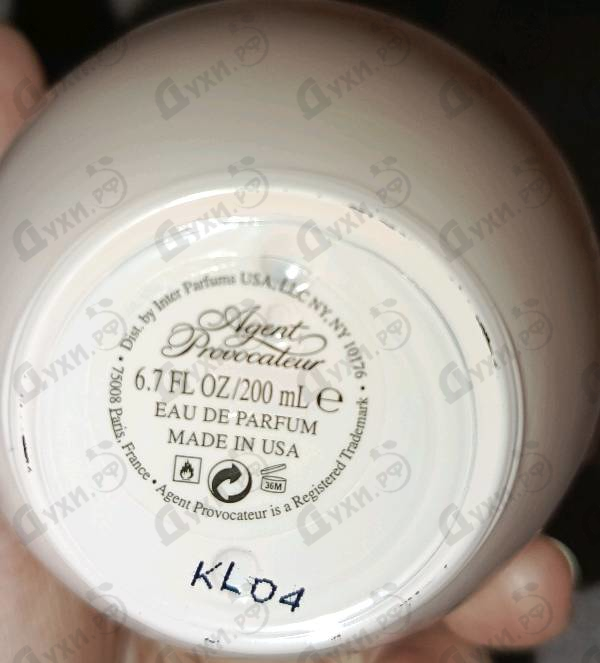 Dist. by Inter Parfums USA, LLC NY, NY 10176 •
Agent
Provocateur
6.7 FL OZ/200 mL ℮
EAU DE PARFUM
MADE IN USA
36M
75008 Paris, France • Agent Provocateur is a Registered Trademark •
KL04
Духи.РФ